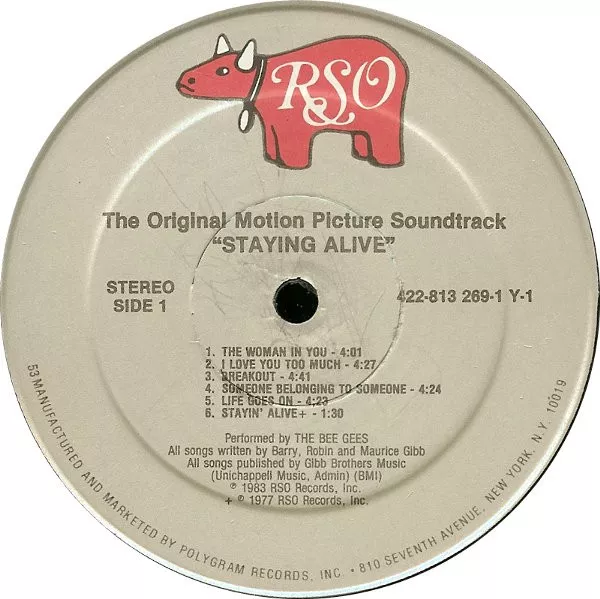 RSO
The Original Motion Picture Soundtrack
“STAYING ALIVE”
STEREO
SIDE 1
422-813 269-1 Y-1
1. THE WOMAN IN YOU - 4:01
2. I LOVE YOU TOO MUCH - 4:27
3. BREAKOUT - 4:41
4. SOMEONE BELONGING TO SOMEONE - 4:24
5. LIFE GOES ON - 4:23
6. STAYIN’ ALIVE + - 1:30
Performed by THE BEE GEES
All songs written by Barry, Robin and Maurice Gibb
All songs published by Gibb Brothers Music
(Unichappell Music, Admin) (BMI)
℗ 1983 RSO Records, Inc.
+ ℗ 1977 RSO Records, Inc.
53 MANUFACTURED AND MARKETED BY POLYGRAM RECORDS, INC • 810 SEVENTH AVENUE, NEW YORK, N.Y. 10019